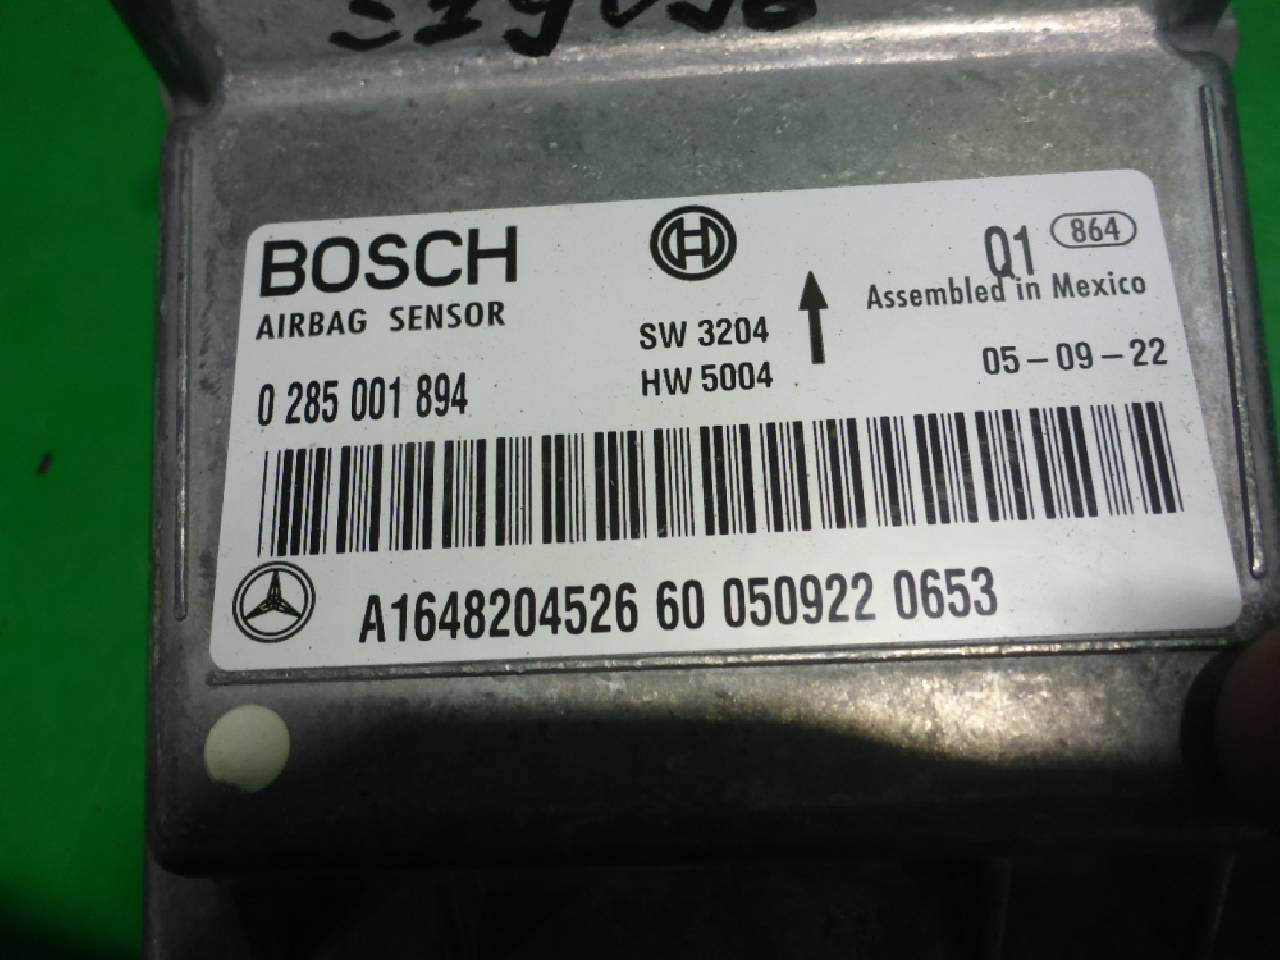 BOSCH
AIRBAG SENSOR
0 285 001 894
SW 3204
HW 5004
Q1 864
Assembled in Mexico
05-09-22
A1648204526 60 050922 0653